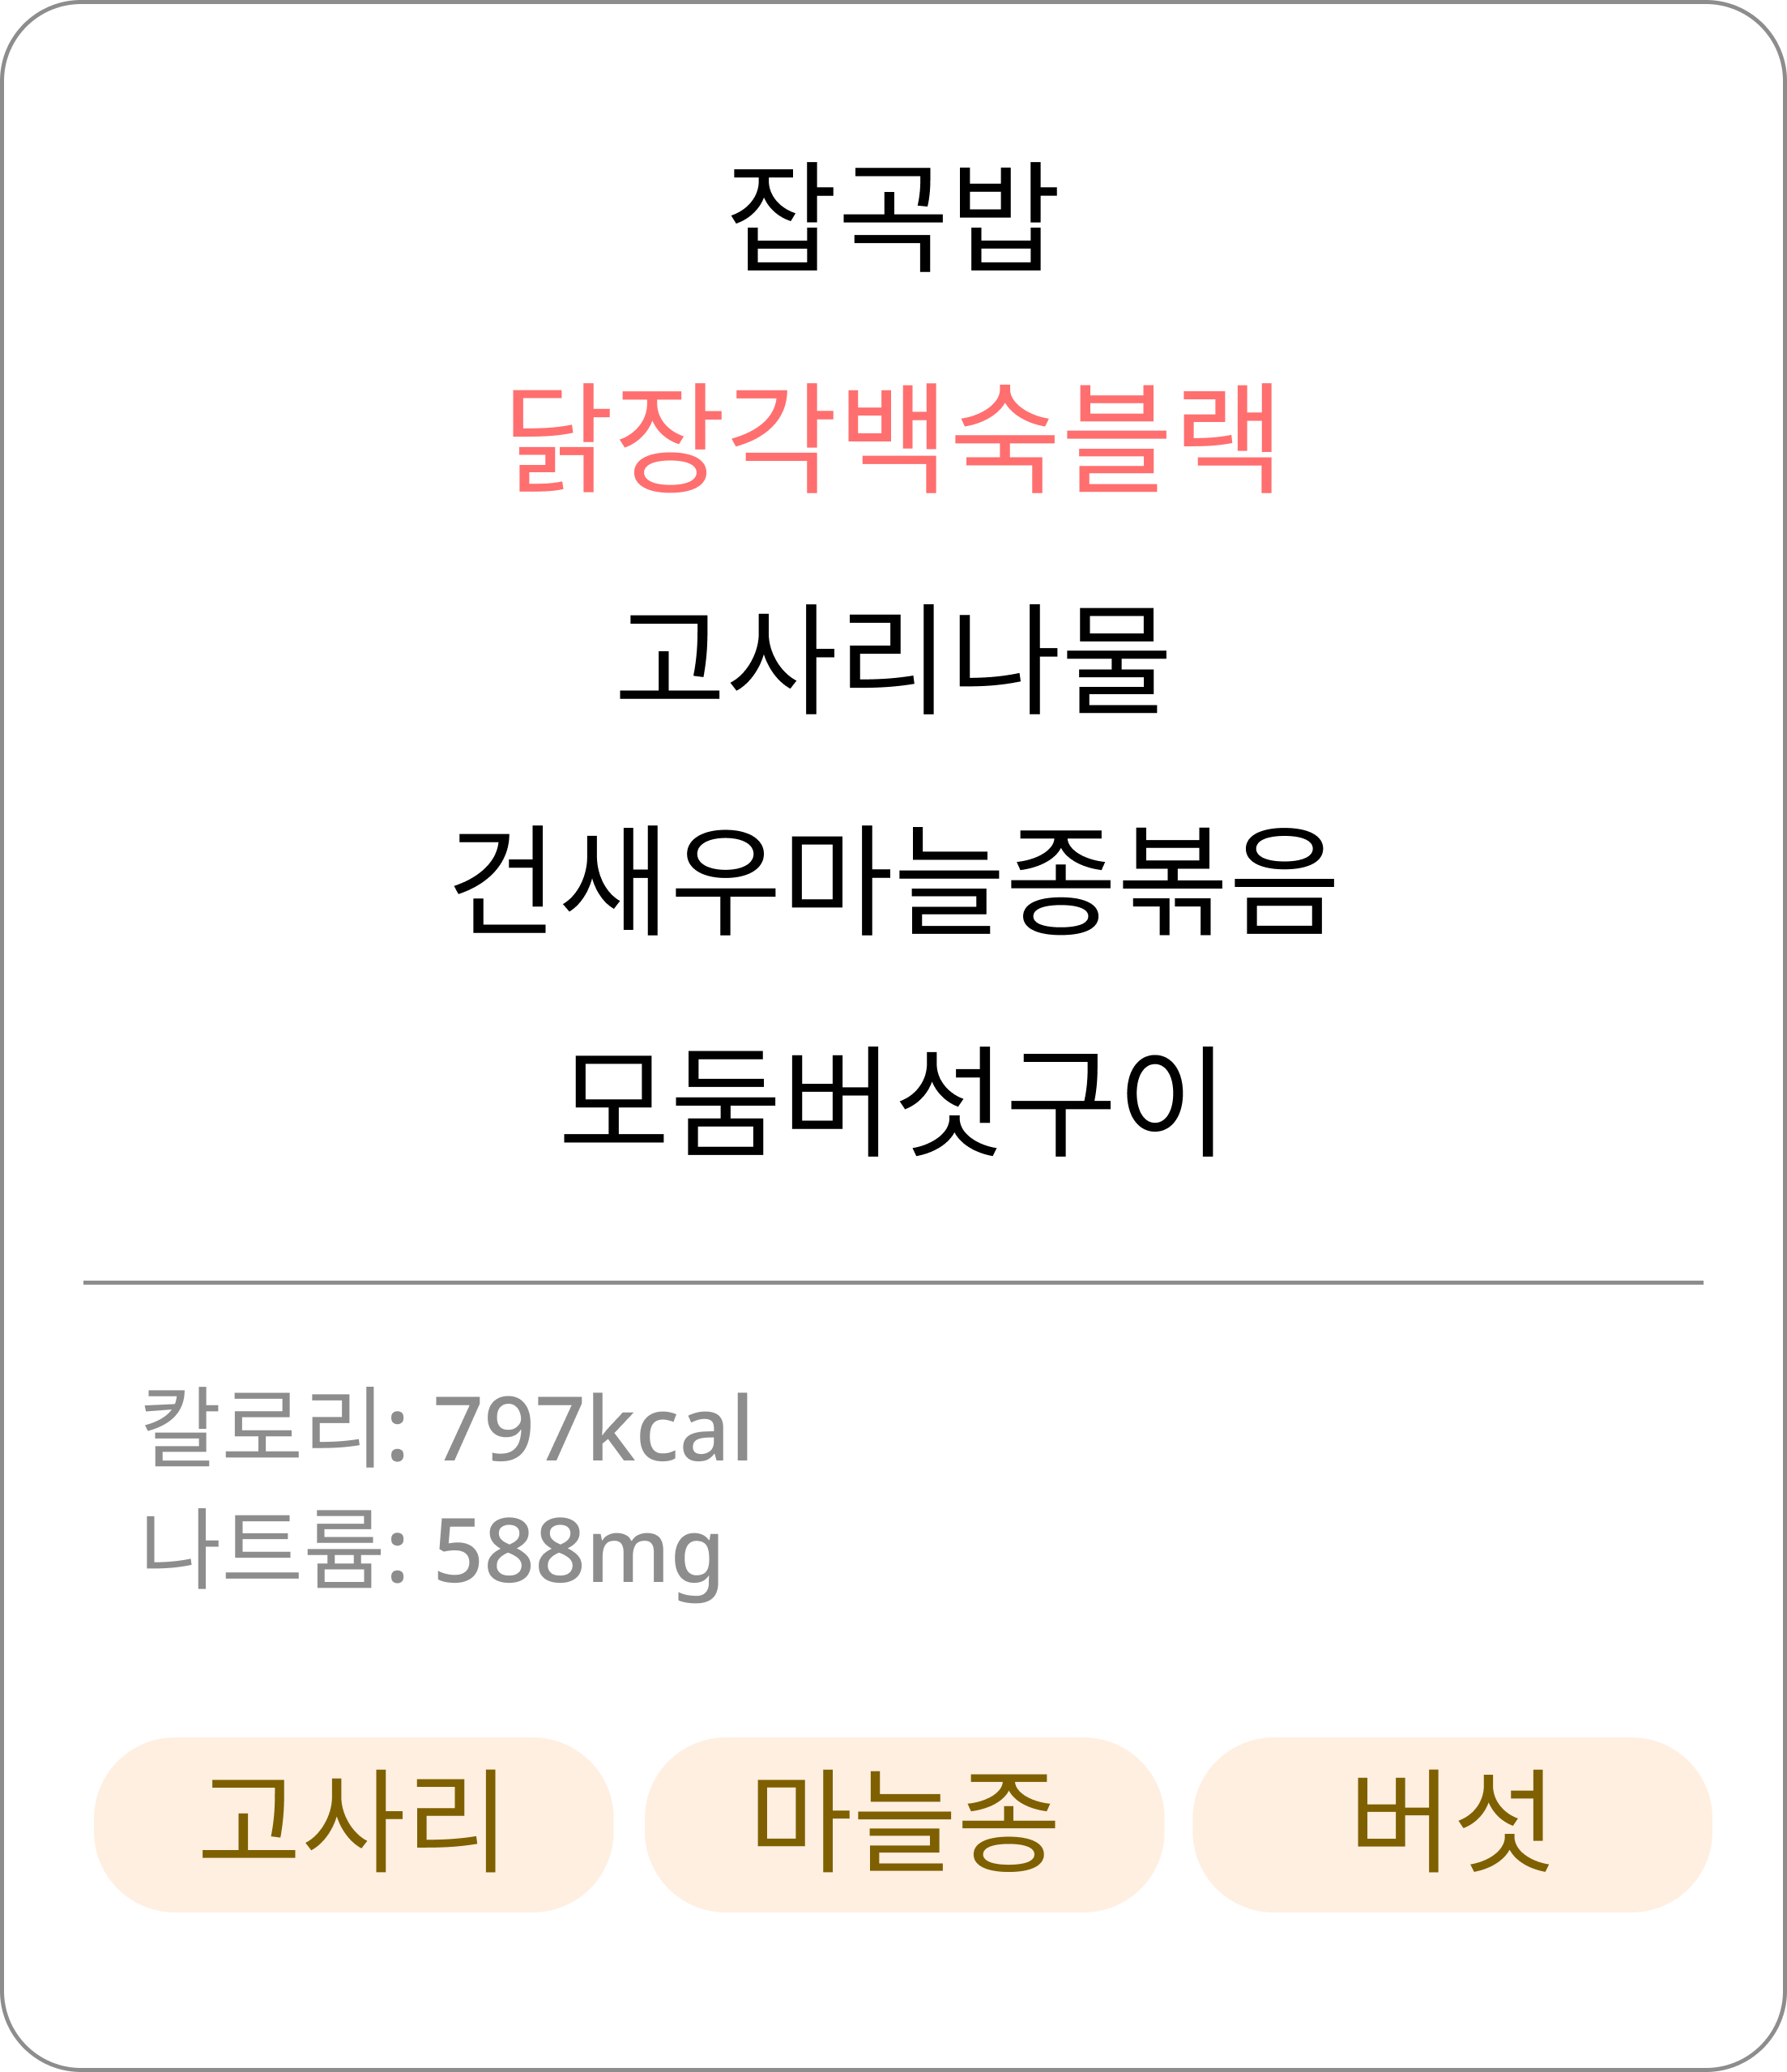 잡곡밥
닭장각백숙블랙
고사리나물
건새우마늘종볶음
모둠버섯구이
칼로리: 797kcal
나트륨: 588mg
고사리 마늘종 버섯